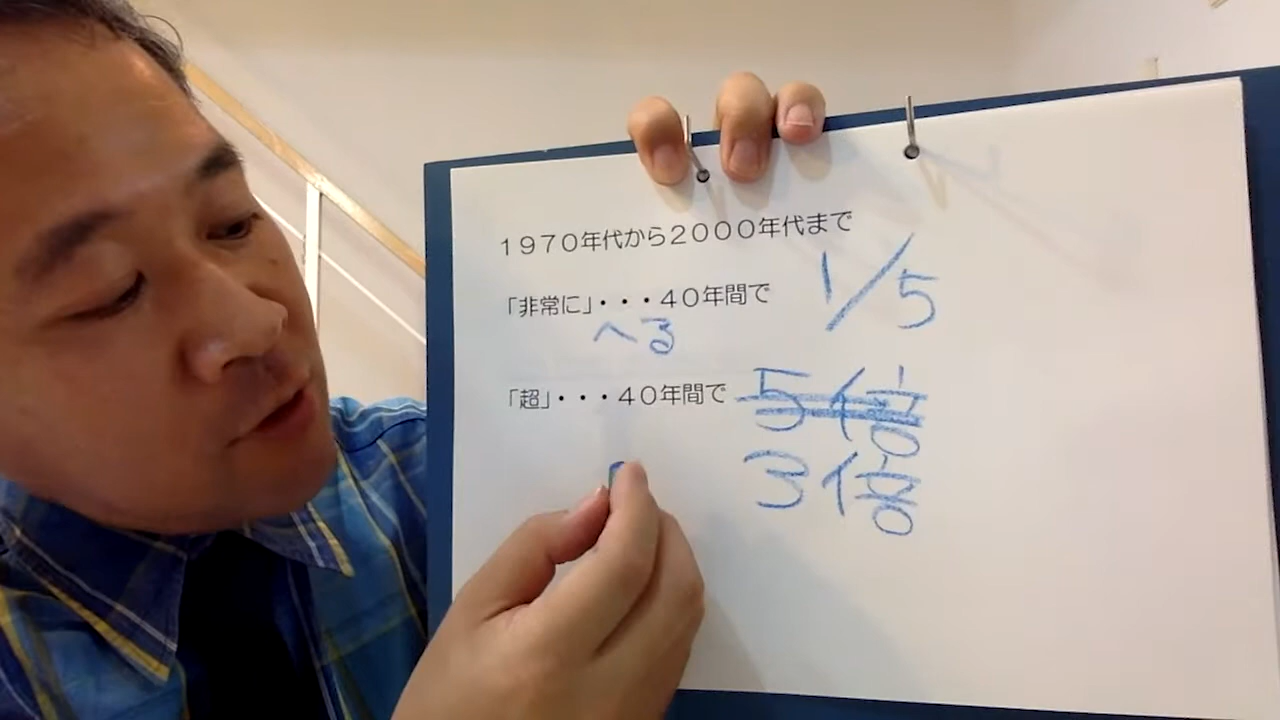 1970年代から2000年代まで
「非常に」・・・40年間で 1/5
へる
「超」・・・40年間で 5倍
3倍